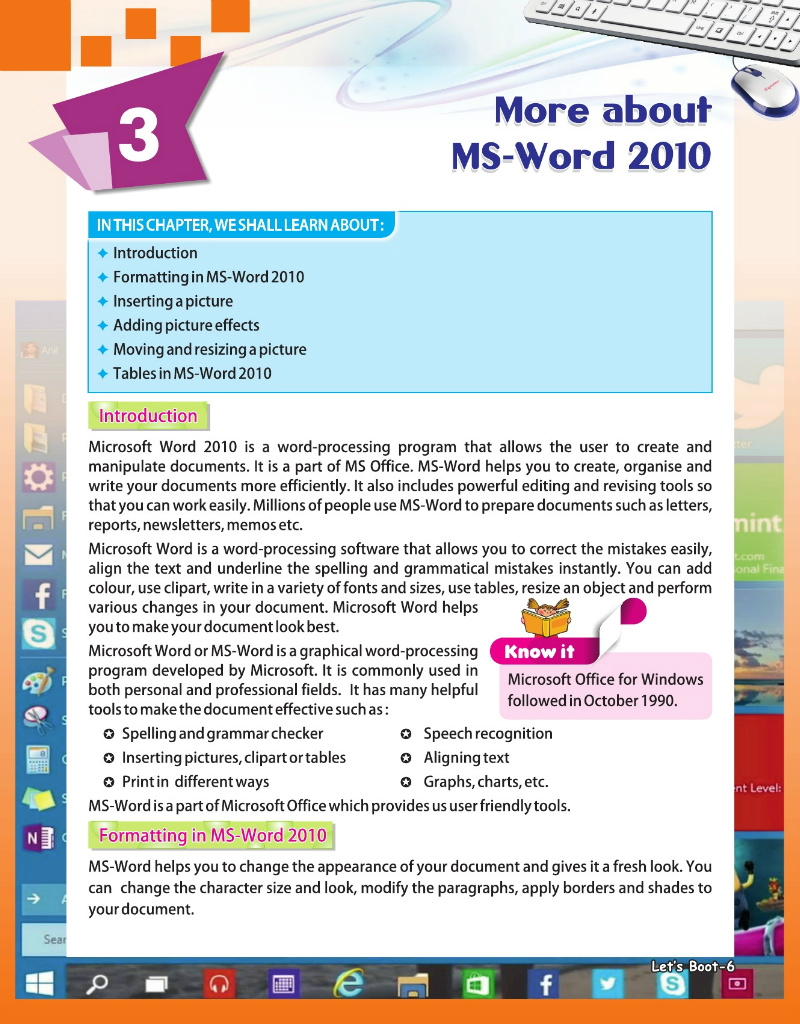 3
More about
MS-Word 2010
IN THIS CHAPTER, WE SHALL LEARN ABOUT :
Introduction
Formatting in MS-Word 2010
Inserting a picture
Adding picture effects
Moving and resizing a picture
Tables in MS-Word 2010
Introduction
Microsoft Word 2010 is a word-processing program that allows the user to create and
manipulate documents. It is a part of MS Office. MS-Word helps you to create, organise and
write your documents more efficiently. It also includes powerful editing and revising tools so
that you can work easily. Millions of people use MS-Word to prepare documents such as letters,
reports, newsletters, memos etc.
Microsoft Word is a word-processing software that allows you to correct the mistakes easily,
align the text and underline the spelling and grammatical mistakes instantly. You can add
colour, use clipart, write in a variety of fonts and sizes, use tables, resize an object and perform
various changes in your document. Microsoft Word helps
you to make your document look best.
Microsoft Word or MS-Word is a graphical word-processing
program developed by Microsoft. It is commonly used in
both personal and professional fields. It has many helpful
tools to make the document effective such as :
Know it
Microsoft Office for Windows
followed in October 1990.
✪ Spelling and grammar checker
✪ Speech recognition
✪ Inserting pictures, clipart or tables
✪ Aligning text
✪ Print in different ways
✪ Graphs, charts, etc.
MS-Word is a part of Microsoft Office which provides us user friendly tools.
Formatting in MS-Word 2010
MS-Word helps you to change the appearance of your document and gives it a fresh look. You
can change the character size and look, modify the paragraphs, apply borders and shades to
your document.
Let's Boot-6